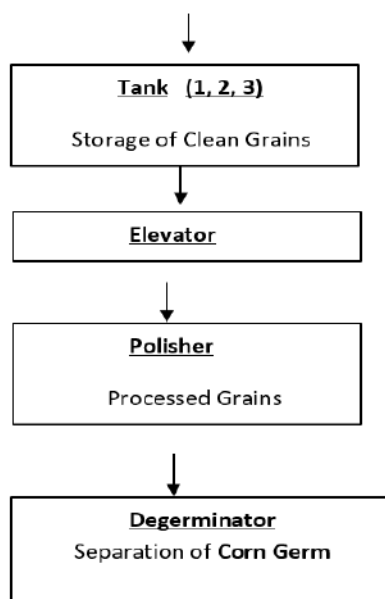 Tank (1, 2, 3)
Storage of Clean Grains
Elevator
Polisher
Processed Grains
Degerminator
Separation of Corn Germ